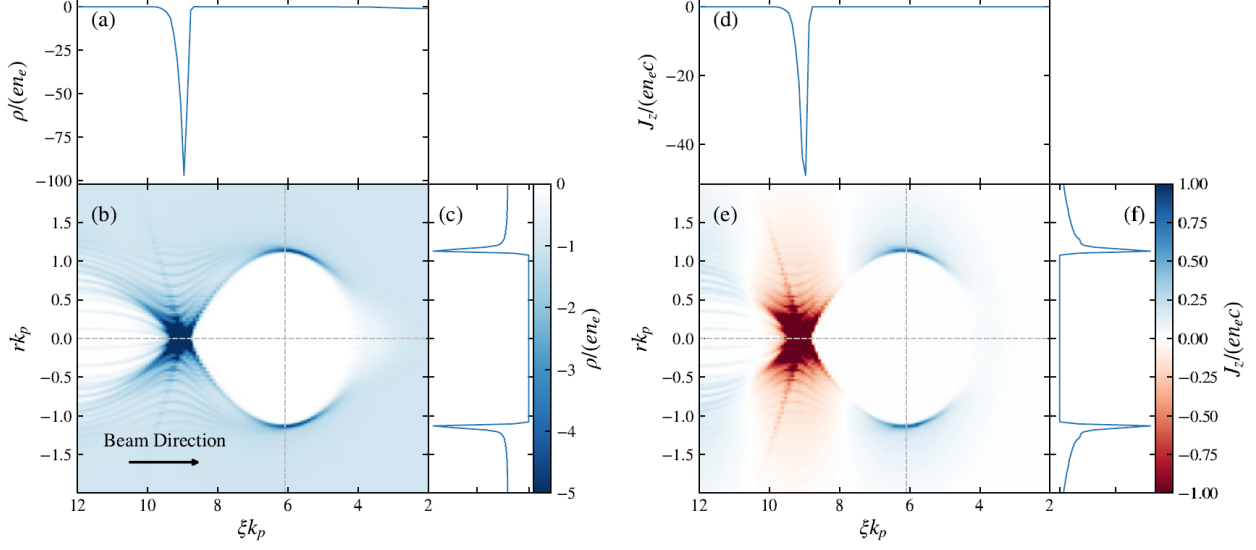 (a)
0
−25
−50
−75
−100
ρ/(en_e)
(b)
1.5
1.0
0.5
0.0
−0.5
−1.0
−1.5
rk_p
Beam Direction
12 10 8 6 4 2
ξk_p
(c)
0
−1
−2
−3
−4
−5
ρ/(en_e)
(d)
0
−20
−40
J_z/(en_ec)
(e)
1.5
1.0
0.5
0.0
−0.5
−1.0
−1.5
rk_p
12 10 8 6 4 2
ξk_p
(f)
1.00
0.75
0.50
0.25
0.00
−0.25
−0.50
−0.75
−1.00
J_z/(en_ec)